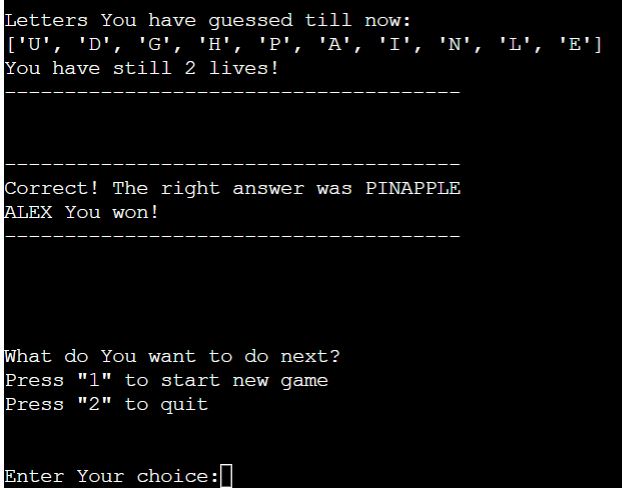 Letters You have guessed till now:
['U', 'D', 'G', 'H', 'P', 'A', 'I', 'N', 'L', 'E']
You have still 2 lives!
--------------------------------------
--------------------------------------
Correct! The right answer was PINAPPLE
ALEX You won!
--------------------------------------
What do You want to do next?
Press "1" to start new game
Press "2" to quit
Enter Your choice: